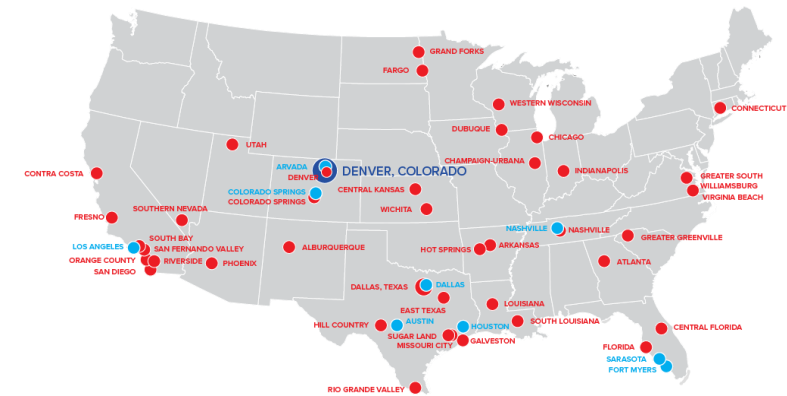 GRAND FORKS
FARGO
WESTERN WISCONSIN
CONNECTICUT
DUBUQUE
CHICAGO
UTAH
CHAMPAIGN-URBANA
ARVADA
DENVER
DENVER, COLORADO
INDIANAPOLIS
CONTRA COSTA
GREATER SOUTH
WILLIAMSBURG
VIRGINIA BEACH
COLORADO SPRINGS
COLORADO SPRINGS
CENTRAL KANSAS
WICHITA
SOUTHERN NEVADA
FRESNO
NASHVILLE
NASHVILLE
GREATER GREENVILLE
SOUTH BAY
LOS ANGELES
SAN FERNANDO VALLEY
ALBURQUERQUE
HOT SPRINGS
ARKANSAS
ORANGE COUNTY
RIVERSIDE
PHOENIX
SAN DIEGO
ATLANTA
DALLAS, TEXAS
DALLAS
EAST TEXAS
LOUISIANA
HILL COUNTRY
AUSTIN
HOUSTON
SOUTH LOUISIANA
SUGAR LAND
MISSOURI CITY
GALVESTON
CENTRAL FLORIDA
FLORIDA
SARASOTA
FORT MYERS
RIO GRANDE VALLEY